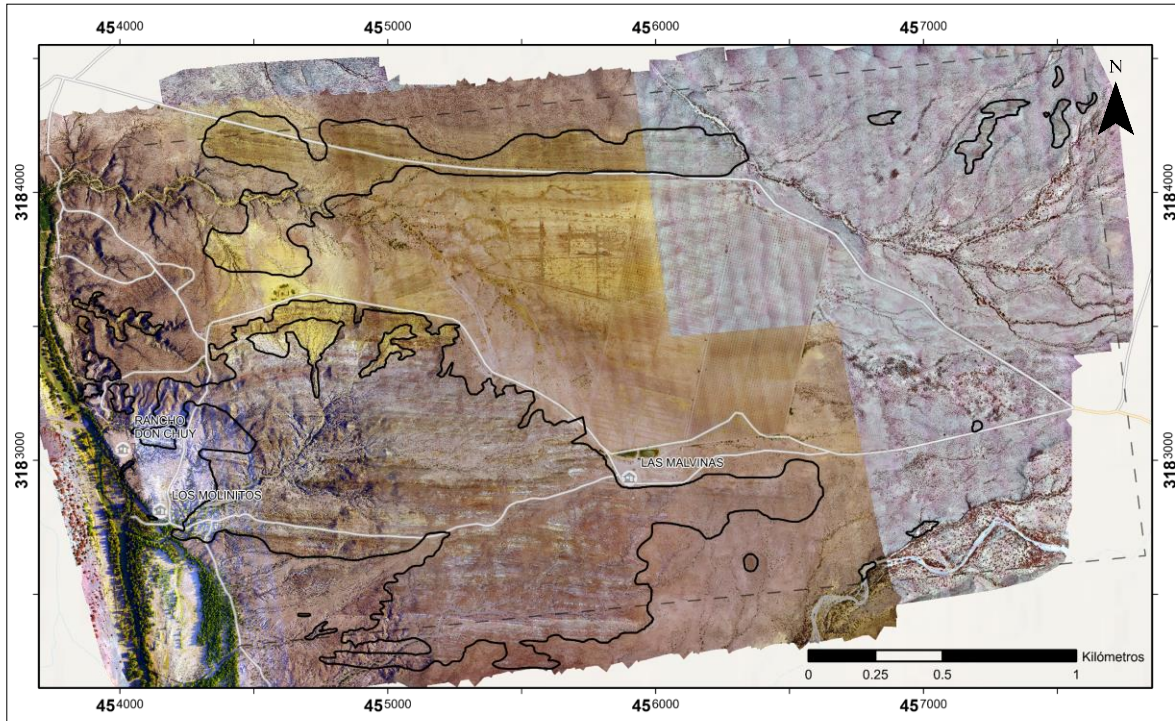 454000 455000 456000 457000
N
3184000 3184000
RANCHO
DON CHUY
3183000 3183000
LAS MALVINAS
LOS MOLINITOS
Kilómetros
0 0.25 0.5 1
454000 455000 456000 457000